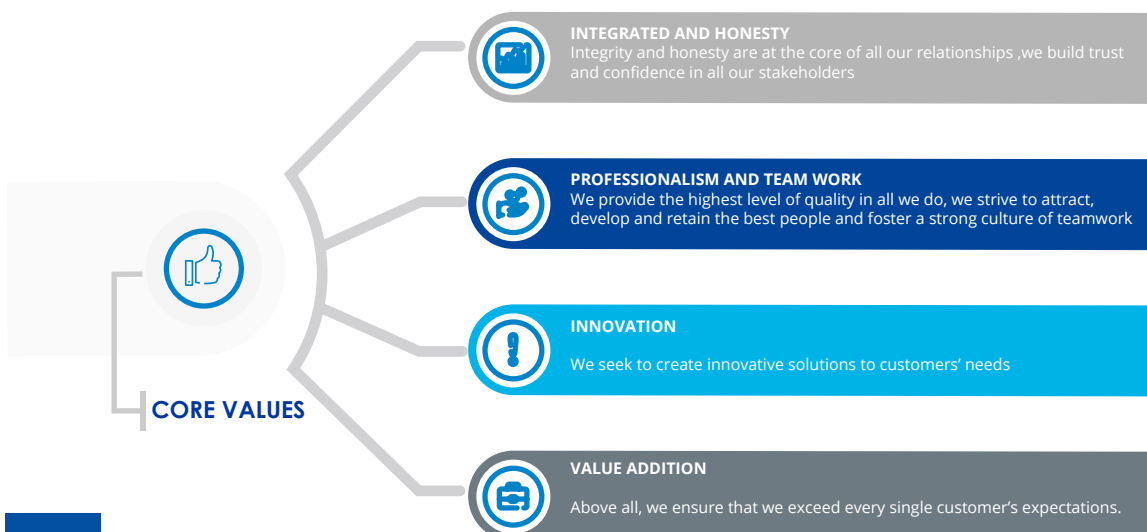 INTEGRATED AND HONESTY
Integrity and honesty are at the core of all our relationships ,we build trust
and confidence in all our stakeholders
PROFESSIONALISM AND TEAM WORK
We provide the highest level of quality in all we do, we strive to attract,
develop and retain the best people and foster a strong culture of teamwork
INNOVATION
We seek to create innovative solutions to customers’ needs
CORE VALUES
VALUE ADDITION
Above all, we ensure that we exceed every single customer’s expectations.